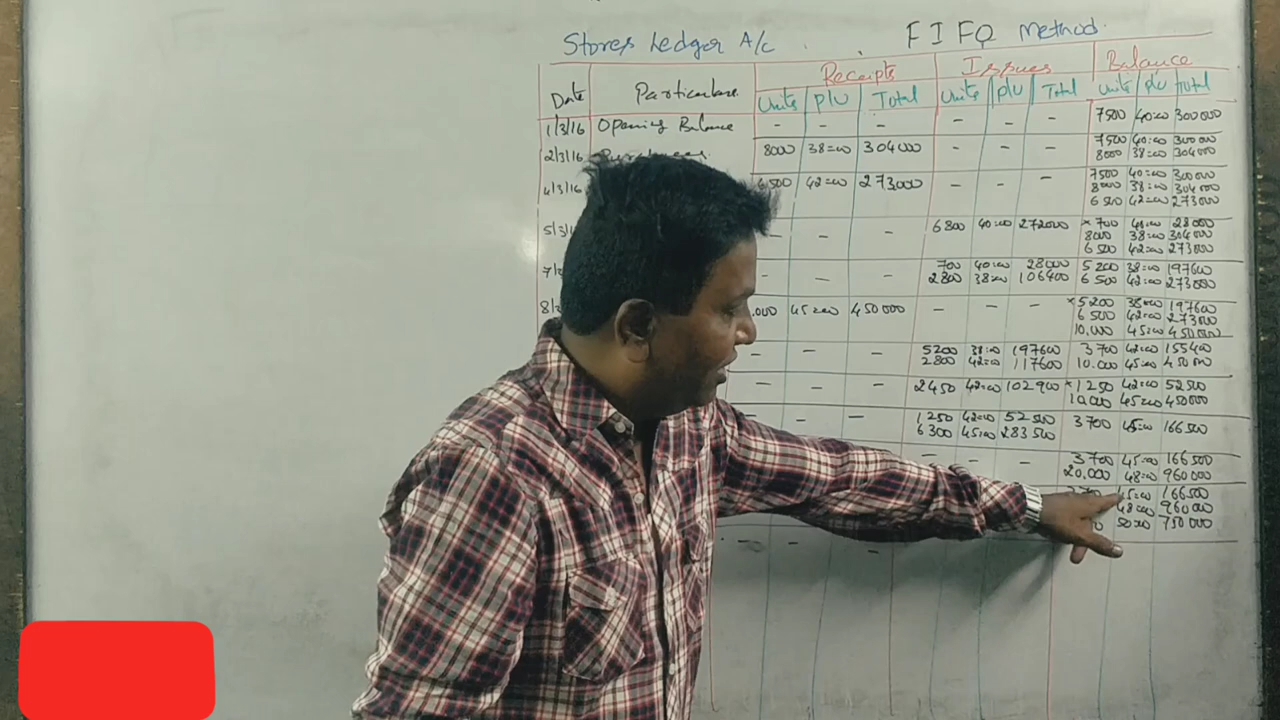 Stores Ledger A/c . . FIFO Method.
Receipts Issues Balance
Date Particulars Units P/U Total Units P/U Total Units P/U Total
1/3/16 Opening Balance - - - - - - 7500 40=00 300000
2/3/16 Purchases. 8000 38=00 304000 - - - 7500 40=00 300000
8000 38=00 304000
4/3/16 6500 42=00 273000 - - - 7500 40=00 300000
8000 38=00 304000
6500 42=00 273000
5/3/ - - 6800 40=00 272000 *700 40=00 28000
8000 38=00 304000
6500 42=00 273000
7/ - - - 700 40=00 28000 5200 38=00 197600
2800 38=00 106400 6500 42=00 273000
8/ .000 45=00 450000 - - - *5200 38=00 197600
6500 42=00 273000
10.000 45=00 450000
- - - 5200 38=00 197600 3700 42=00 155400
2800 42=00 117600 10.000 45=00 450000
- - - 2450 42=00 102900 *1250 42=00 52500
10,000 45=00 450000
- - 1250 42=00 52500 3700 45=00 166500
6300 45=00 283500
- - - 3700 45=00 166500
20.000 48=00 960000
45=00 166500
48=00 960000
50=00 750000
- - -